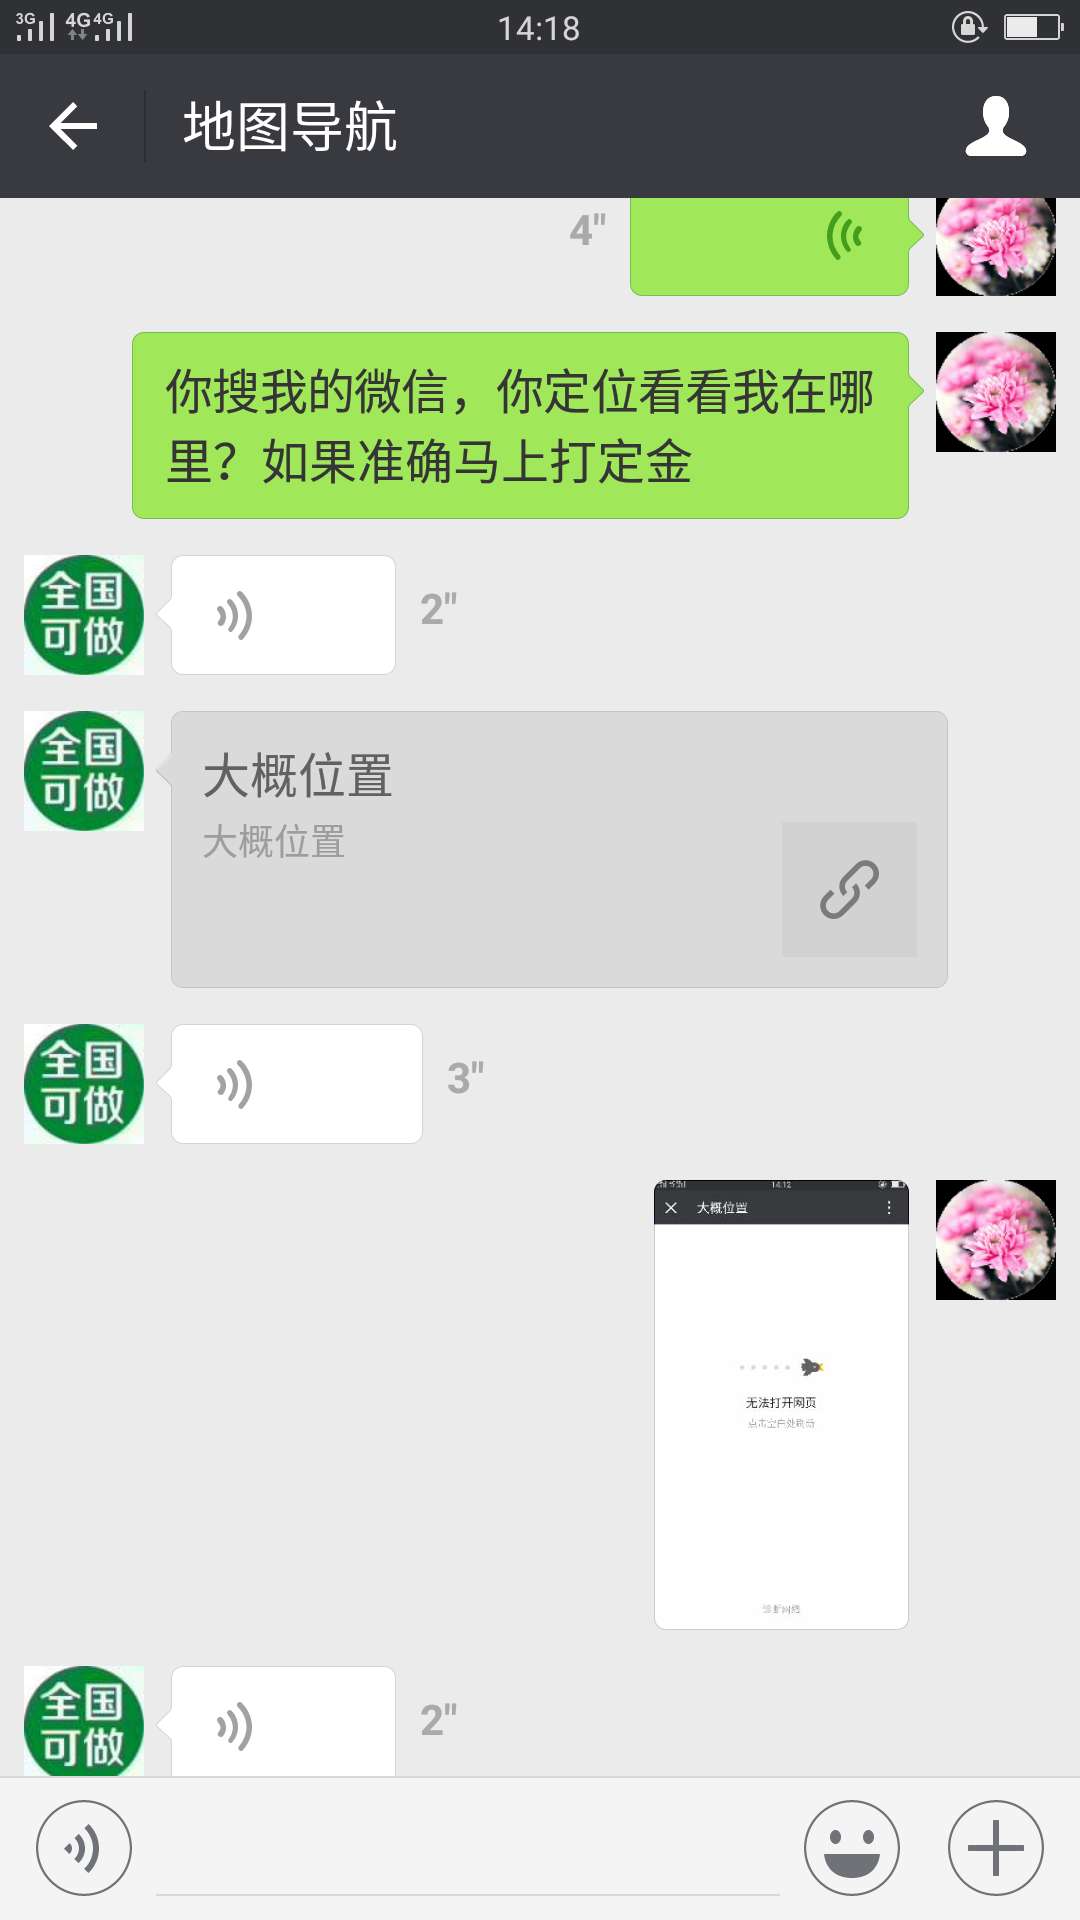 3G 4G 4G 14:18
地图导航
4"
你搜我的微信，你定位看看我在哪
里？如果准确马上打定金
全国
可做
2"
全国
可做
大概位置
大概位置
全国
可做
3"
14:12
大概位置
无法打开网页
点击空白处刷新
全国
可做
2"